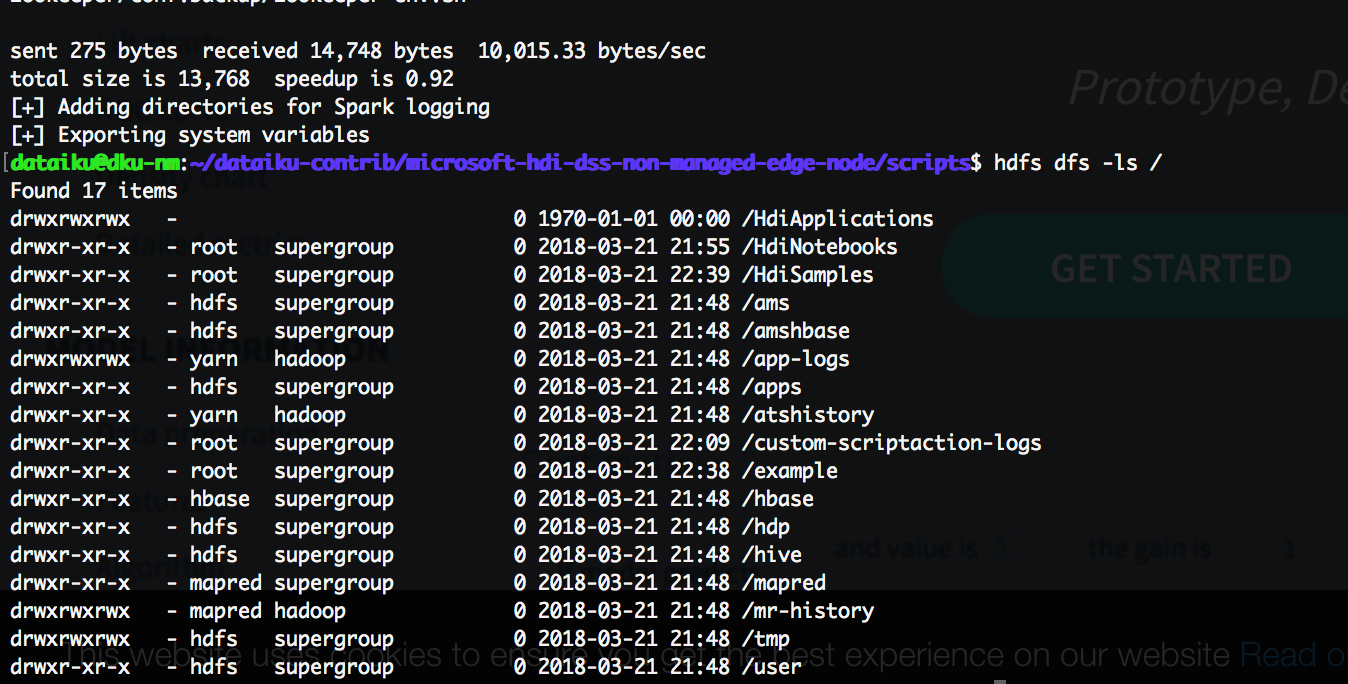 sent 275 bytes  received 14,748 bytes  10,015.33 bytes/sec
total size is 13,768  speedup is 0.92
[+] Adding directories for Spark logging
[+] Exporting system variables
dataiku@dku-nm:~/dataiku-contrib/microsoft-hdi-dss-non-managed-edge-node/scripts$ hdfs dfs -ls /
Found 17 items
drwxrwxrwx   -                            0 1970-01-01 00:00 /HdiApplications
drwxr-xr-x   - root   supergroup          0 2018-03-21 21:55 /HdiNotebooks
drwxr-xr-x   - root   supergroup          0 2018-03-21 22:39 /HdiSamples
drwxr-xr-x   - hdfs   supergroup          0 2018-03-21 21:48 /ams
drwxr-xr-x   - hdfs   supergroup          0 2018-03-21 21:48 /amshbase
drwxrwxrwx   - yarn   hadoop              0 2018-03-21 21:48 /app-logs
drwxr-xr-x   - hdfs   supergroup          0 2018-03-21 21:48 /apps
drwxr-xr-x   - yarn   hadoop              0 2018-03-21 21:48 /atshistory
drwxr-xr-x   - root   supergroup          0 2018-03-21 22:09 /custom-scriptaction-logs
drwxr-xr-x   - root   supergroup          0 2018-03-21 22:38 /example
drwxr-xr-x   - hbase  supergroup          0 2018-03-21 21:48 /hbase
drwxr-xr-x   - hdfs   supergroup          0 2018-03-21 21:48 /hdp
drwxr-xr-x   - hdfs   supergroup          0 2018-03-21 21:48 /hive
drwxr-xr-x   - mapred supergroup          0 2018-03-21 21:48 /mapred
drwxrwxrwx   - mapred hadoop              0 2018-03-21 21:48 /mr-history
drwxrwxrwx   - hdfs   supergroup          0 2018-03-21 21:48 /tmp
drwxr-xr-x   - hdfs   supergroup          0 2018-03-21 21:48 /user
Prototype,
GET STARTED
MODEL INFORMATION
and value is 1 the gain is 1
This website uses cookies to ensure you get the best experience on our website Read